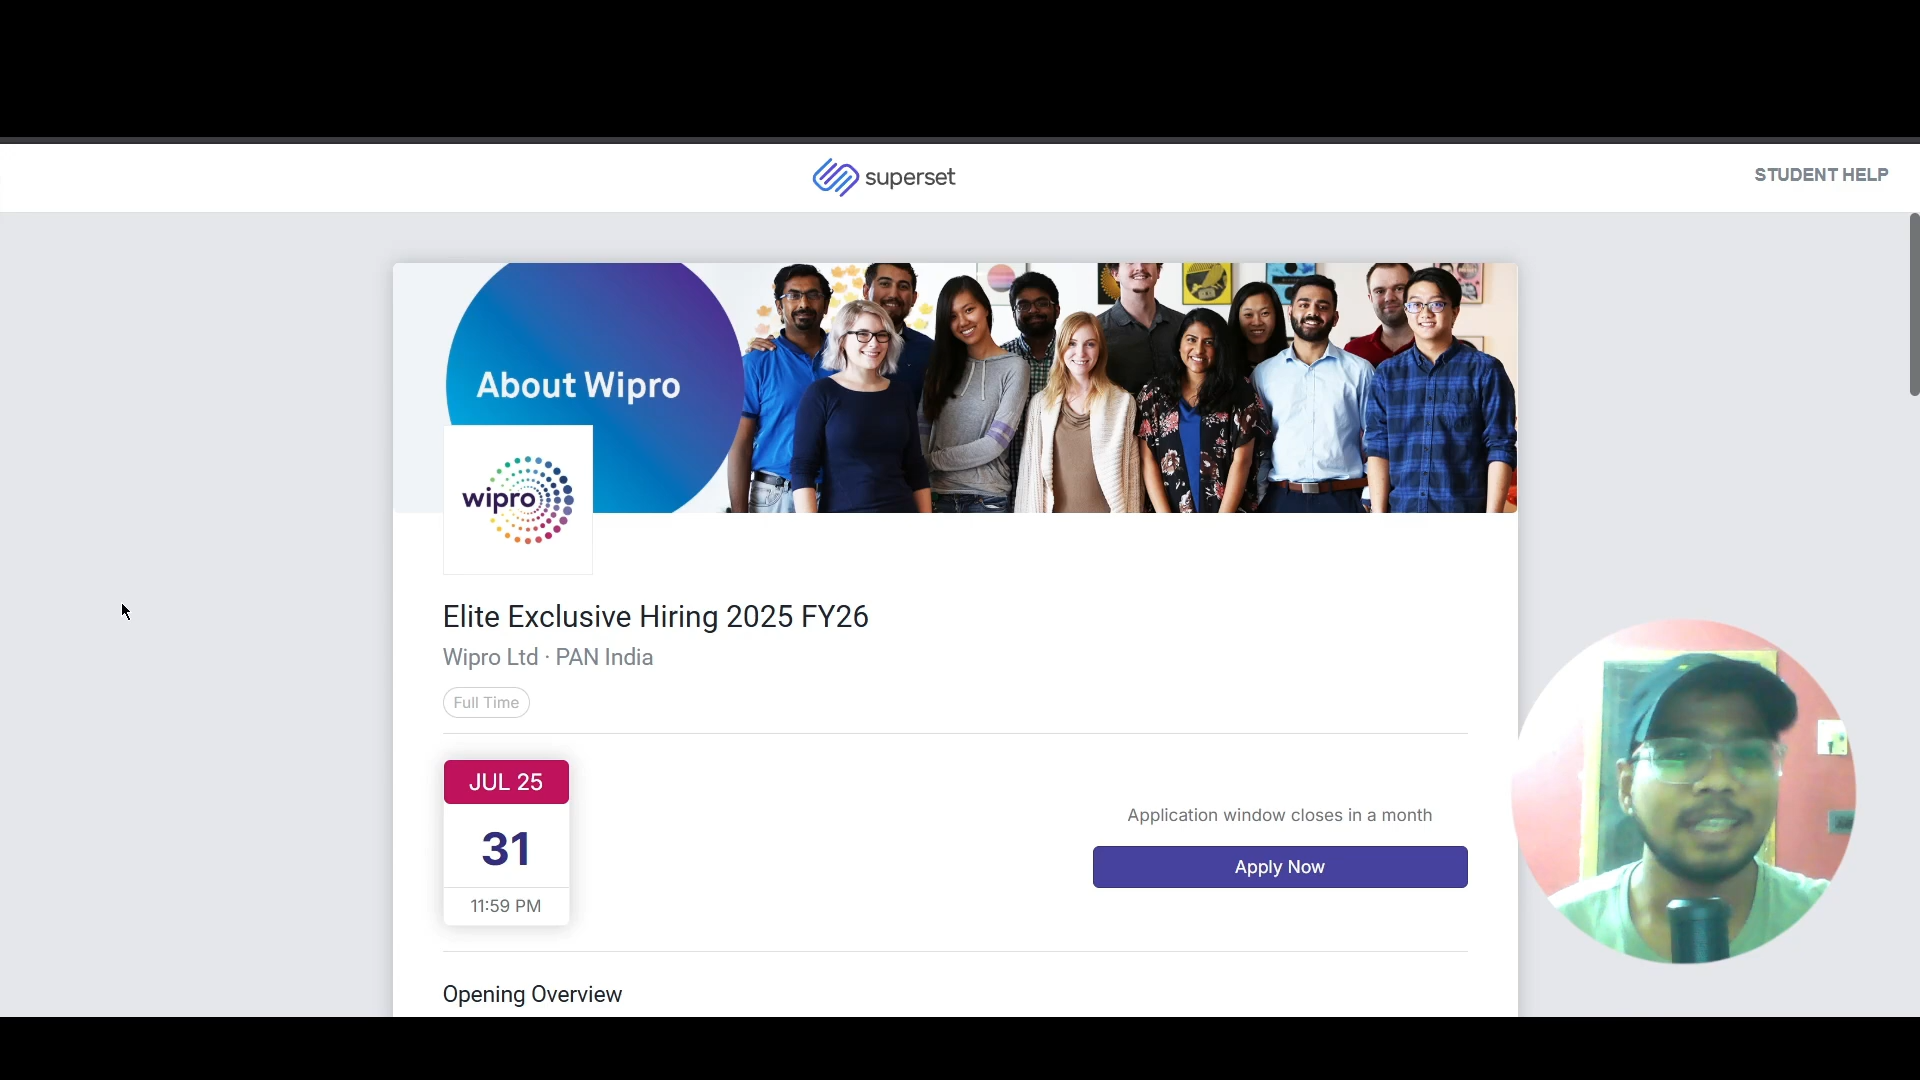 superset
STUDENT HELP
About Wipro
wipro
Elite Exclusive Hiring 2025 FY26
Wipro Ltd · PAN India
Full Time
JUL 25
31
11:59 PM
Application window closes in a month
Apply Now
Opening Overview